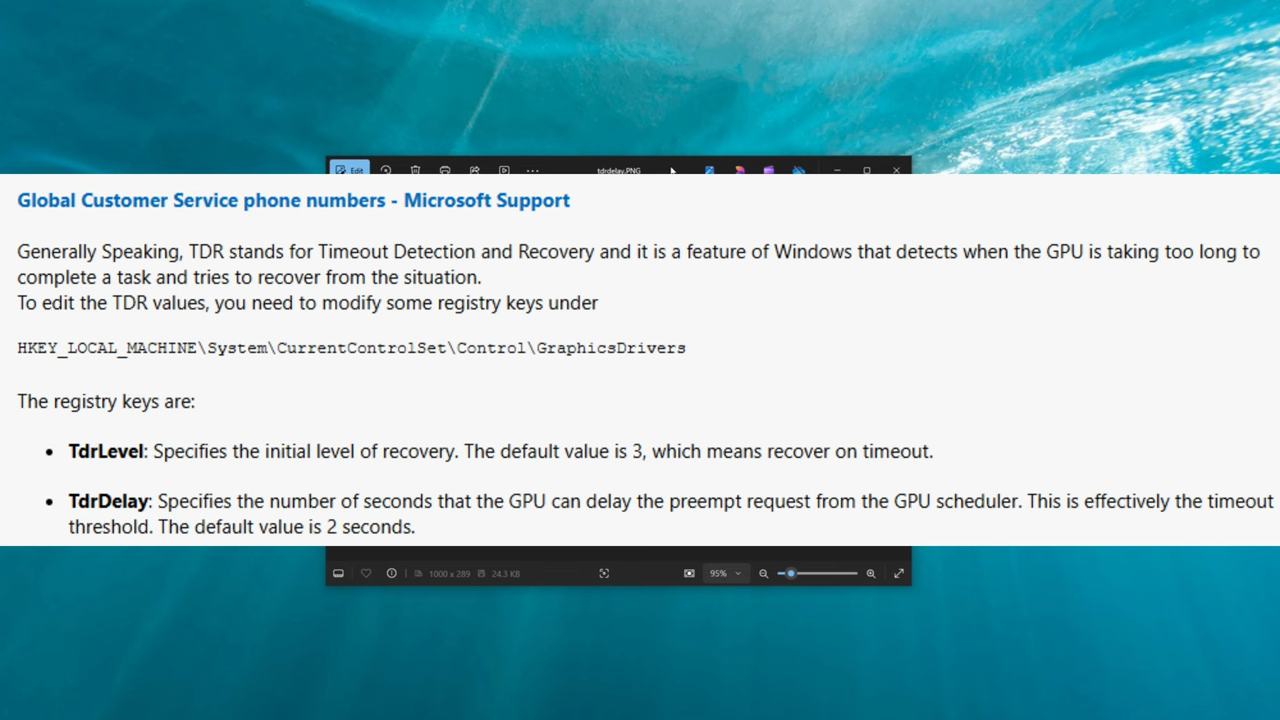 Edit
tdrdelay.PNG
Global Customer Service phone numbers - Microsoft Support
Generally Speaking, TDR stands for Timeout Detection and Recovery and it is a feature of Windows that detects when the GPU is taking too long to
complete a task and tries to recover from the situation.
To edit the TDR values, you need to modify some registry keys under
HKEY_LOCAL_MACHINE\System\CurrentControlSet\Control\GraphicsDrivers
The registry keys are:
• TdrLevel: Specifies the initial level of recovery. The default value is 3, which means recover on timeout.
• TdrDelay: Specifies the number of seconds that the GPU can delay the preempt request from the GPU scheduler. This is effectively the timeout
threshold. The default value is 2 seconds.
1000 x 289 24.3 KB 95%